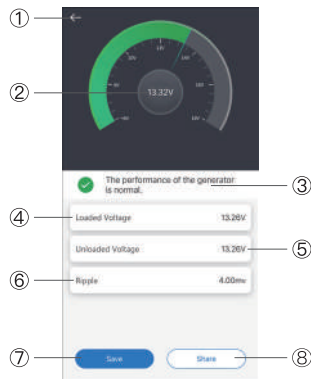 ①
②
13.32V
The performance of the generator
is normal.
③
④ Loaded Voltage 13.26V
Unloaded Voltage 13.26V ⑤
⑥ Ripple 4.00mv
⑦ Save Share ⑧